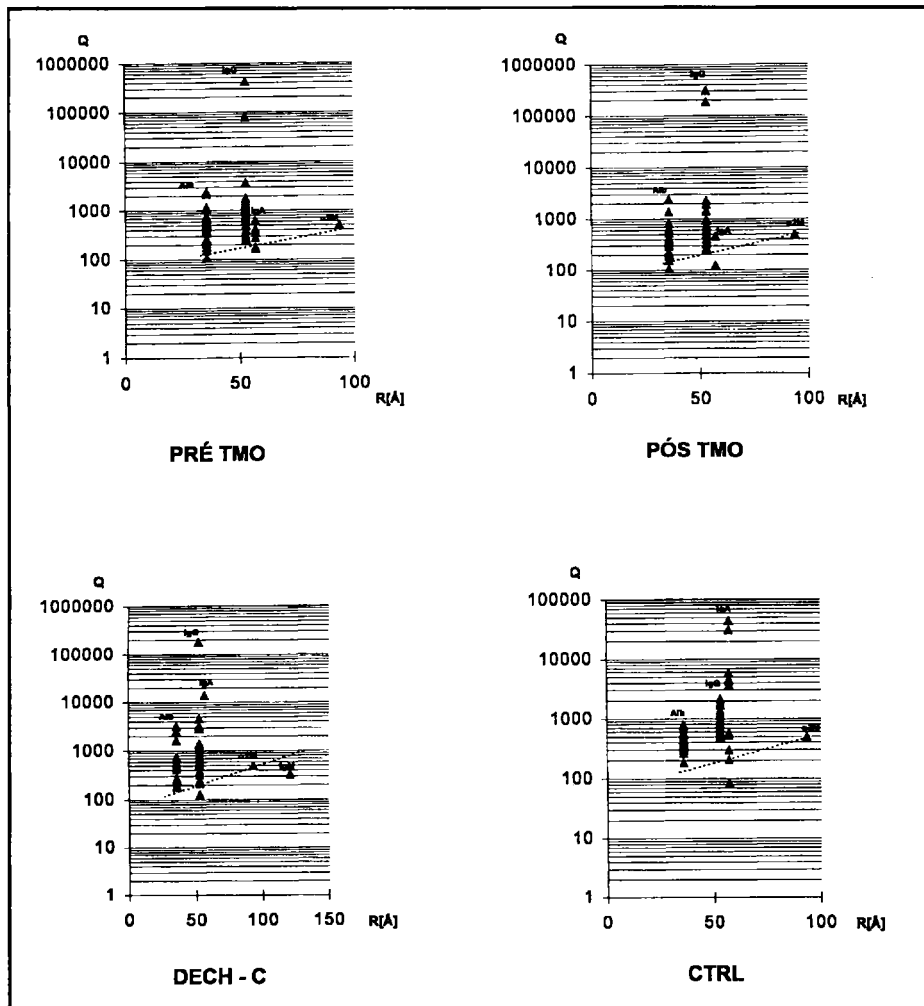 Q
IgG
1000000
100000
10000
Alb
1000
IgA
α2M
100
10
1
0 50 100
R[Å]
PRÉ TMO
Q
IgG
1000000
100000
10000
Alb
1000
IgA
α2M
100
10
1
0 50 100
R[Å]
PÓS TMO
Q
1000000
IgG
100000
IgA
10000
Alb
1000
100
10
1
0 50 100 150
R[Å]
DECH - C
Q
100000
IgA
10000
IgG
Alb
1000
100
10
1
0 50 100
R[Å]
CTRL